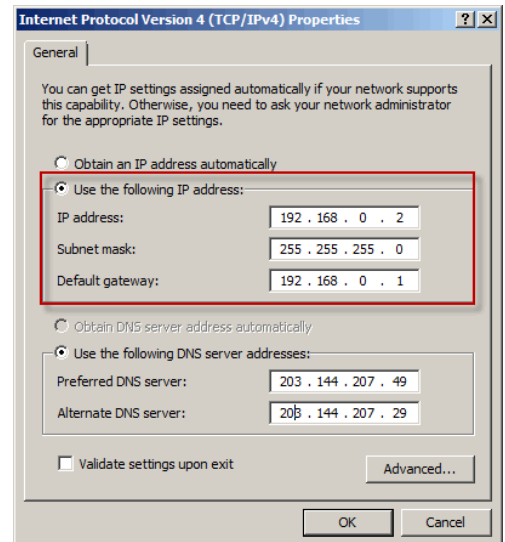 Internet Protocol Version 4 (TCP/IPv4) Properties
General
You can get IP settings assigned automatically if your network supports
this capability. Otherwise, you need to ask your network administrator
for the appropriate IP settings.
Obtain an IP address automatically
Use the following IP address:
IP address: 192 . 168 . 0 . 2
Subnet mask: 255 . 255 . 255 . 0
Default gateway: 192 . 168 . 0 . 1
Obtain DNS server address automatically
Use the following DNS server addresses:
Preferred DNS server: 203 . 144 . 207 . 49
Alternate DNS server: 203 . 144 . 207 . 29
Validate settings upon exit
Advanced...
OK Cancel